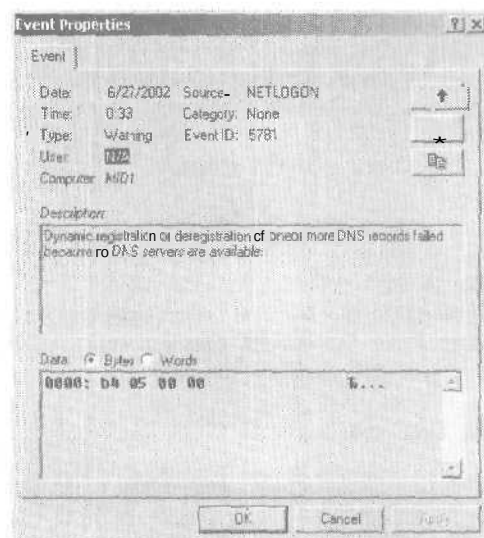 Event Properties
Event
Date: 6/27/2002 Source- NETLOGON
Time: 0:33 Category: None
Type: Warning Event ID: 5781
User: N/A
Computer MID1
Description:
Dynamic registration or deregistration of one or more DNS records failed
because no DNS servers are available.
Data: Bytes Words
0000: b4 05 00 00 Ъ...
OK Cancel Apply